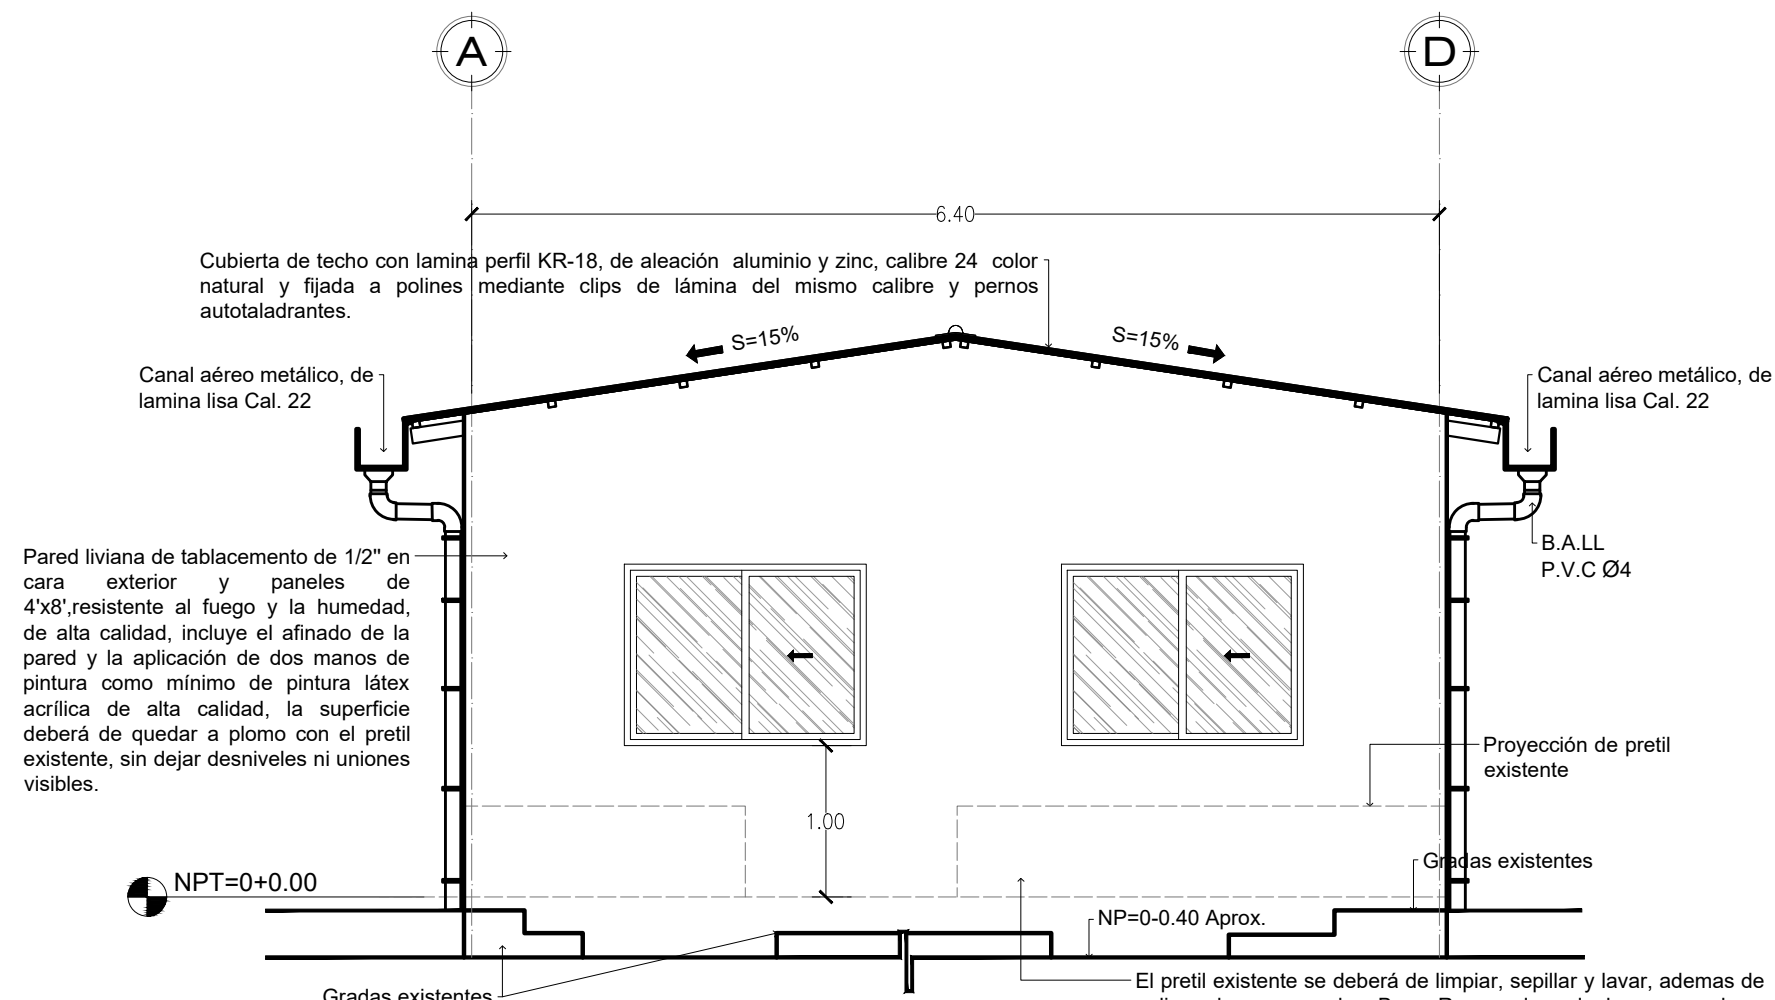 A
D
6.40
Cubierta de techo con lamina perfil KR-18, de aleación aluminio y zinc, calibre 24 color
natural y fijada a polines mediante clips de lámina del mismo calibre y pernos
autotaladrantes.
S=15%
S=15%
Canal aéreo metálico, de
lamina lisa Cal. 22
Canal aéreo metálico, de
lamina lisa Cal. 22
B.A.LL
P.V.C Ø4
Pared liviana de tablacemento de 1/2" en
cara exterior y paneles de
4'x8',resistente al fuego y la humedad,
de alta calidad, incluye el afinado de la
pared y la aplicación de dos manos de
pintura como mínimo de pintura látex
acrílica de alta calidad, la superficie
deberá de quedar a plomo con el pretil
existente, sin dejar desniveles ni uniones
visibles.
Proyección de pretil
existente
1.00
Gradas existentes
NPT=0+0.00
NP=0-0.40 Aprox.
El pretil existente se deberá de limpiar, sepillar y lavar, ademas de
Gradas existentes